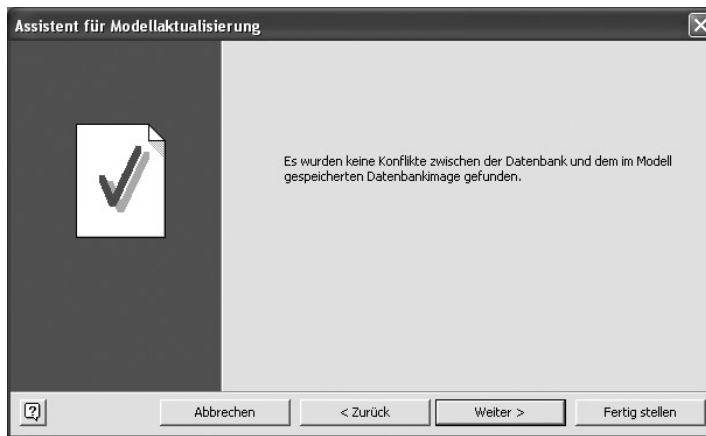 Assistent für Modellaktualisierung
Es wurden keine Konflikte zwischen der Datenbank und dem im Modell
gespeicherten Datenbankimage gefunden.
Abbrechen
< Zurück
Weiter >
Fertig stellen